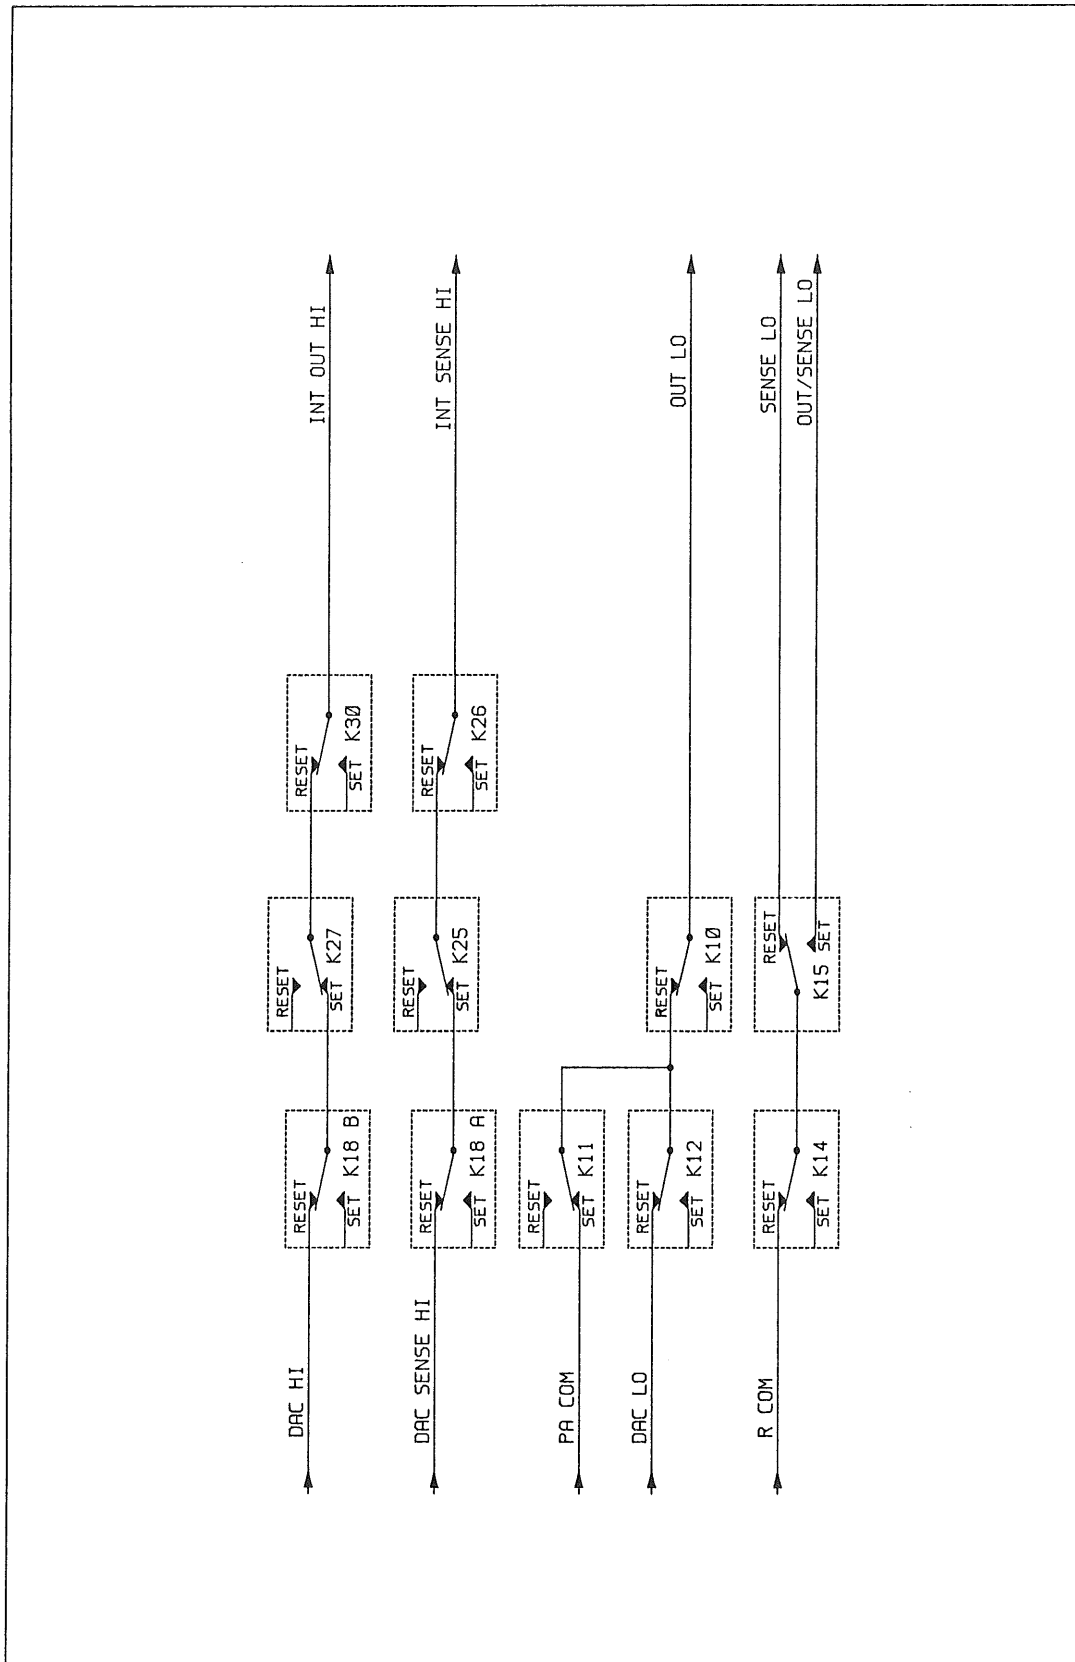 DAC HI
RESET
SET
K18 B
RESET
SET
K27
RESET
SET
K30
INT OUT HI
DAC SENSE HI
RESET
SET
K18 A
RESET
SET
K25
RESET
SET
K26
INT SENSE HI
PA COM
RESET
SET
K11
DAC LO
RESET
SET
K12
RESET
SET
K10
OUT LO
R COM
RESET
SET
K14
RESET
K15
SET
SENSE LO
OUT/SENSE LO